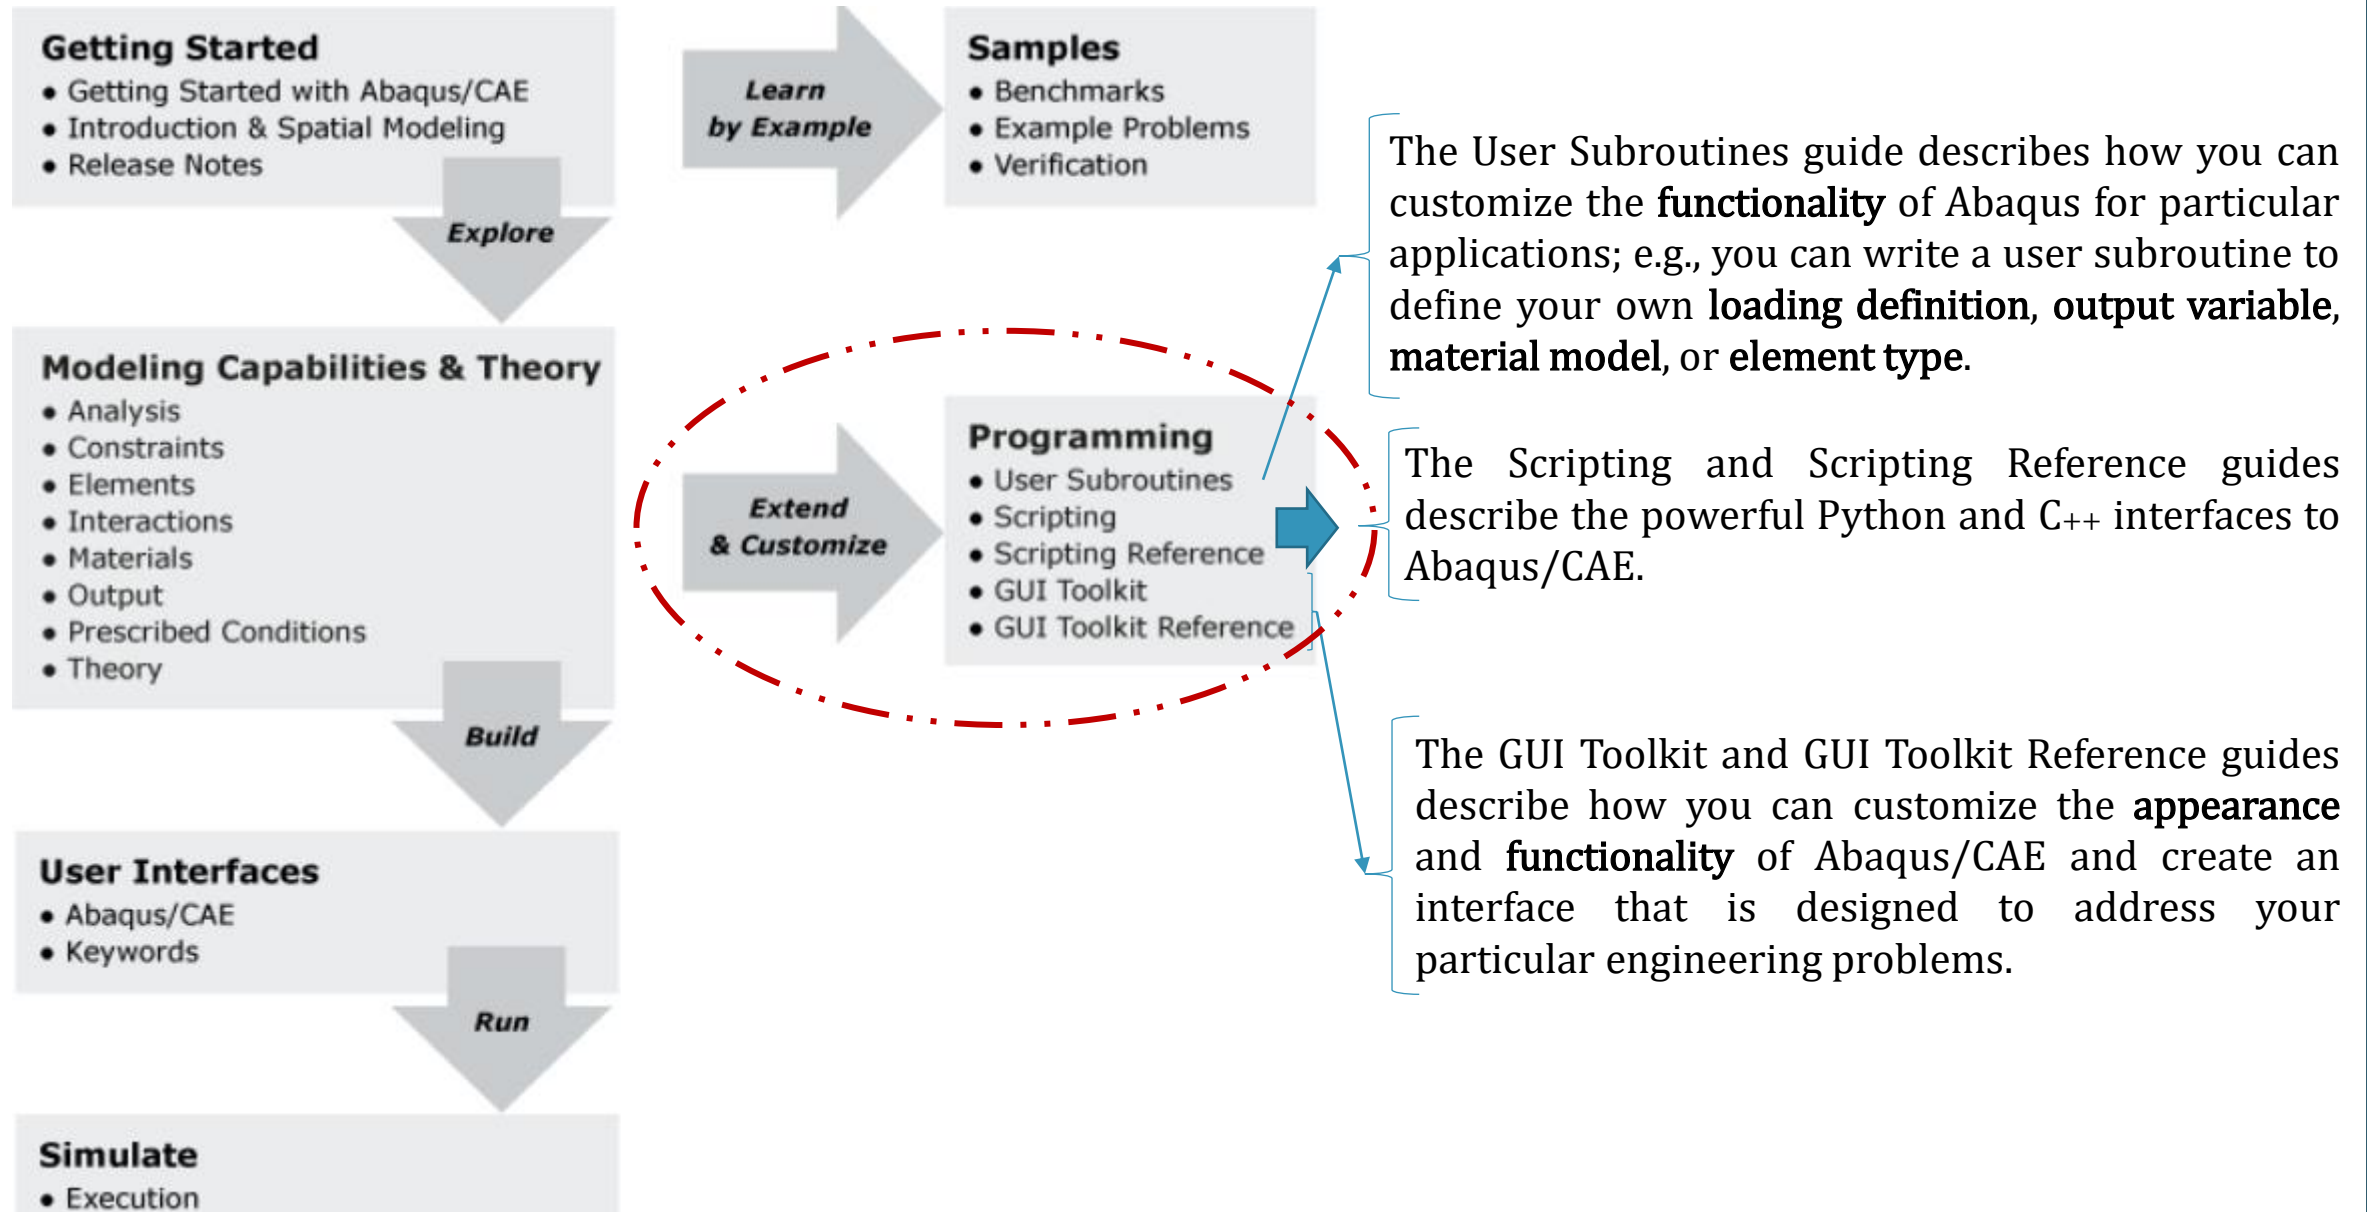 Getting Started
• Getting Started with Abaqus/CAE
• Introduction & Spatial Modeling
• Release Notes
Explore
Learn
by Example
Samples
• Benchmarks
• Example Problems
• Verification
Modeling Capabilities & Theory
• Analysis
• Constraints
• Elements
• Interactions
• Materials
• Output
• Prescribed Conditions
• Theory
Build
Extend
& Customize
Programming
• User Subroutines
• Scripting
• Scripting Reference
• GUI Toolkit
• GUI Toolkit Reference
The User Subroutines guide describes how you can
customize the functionality of Abaqus for particular
applications; e.g., you can write a user subroutine to
define your own loading definition, output variable,
material model, or element type.
The Scripting and Scripting Reference guides
describe the powerful Python and C++ interfaces to
Abaqus/CAE.
The GUI Toolkit and GUI Toolkit Reference guides
describe how you can customize the appearance
and functionality of Abaqus/CAE and create an
interface that is designed to address your
particular engineering problems.
User Interfaces
• Abaqus/CAE
• Keywords
Run
Simulate
• Execution